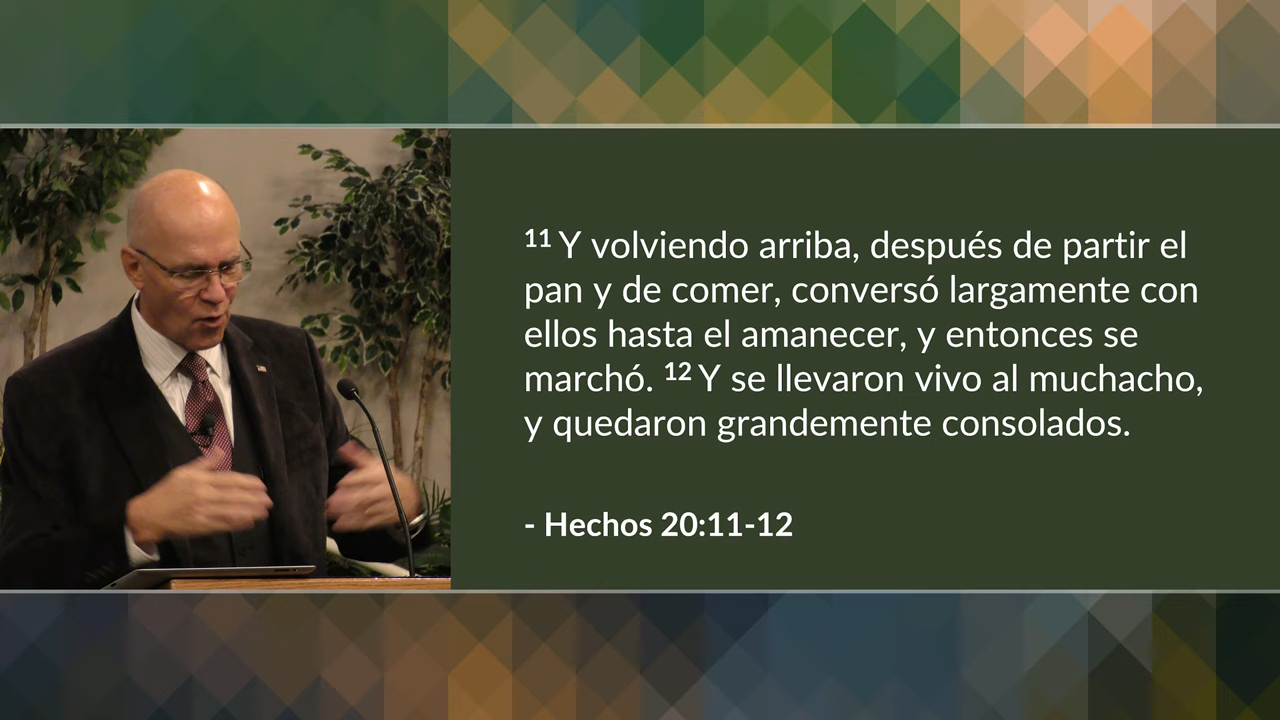 11 Y volviendo arriba, después de partir el
pan y de comer, conversó largamente con
ellos hasta el amanecer, y entonces se
marchó. 12 Y se llevaron vivo al muchacho,
y quedaron grandemente consolados.
- Hechos 20:11-12